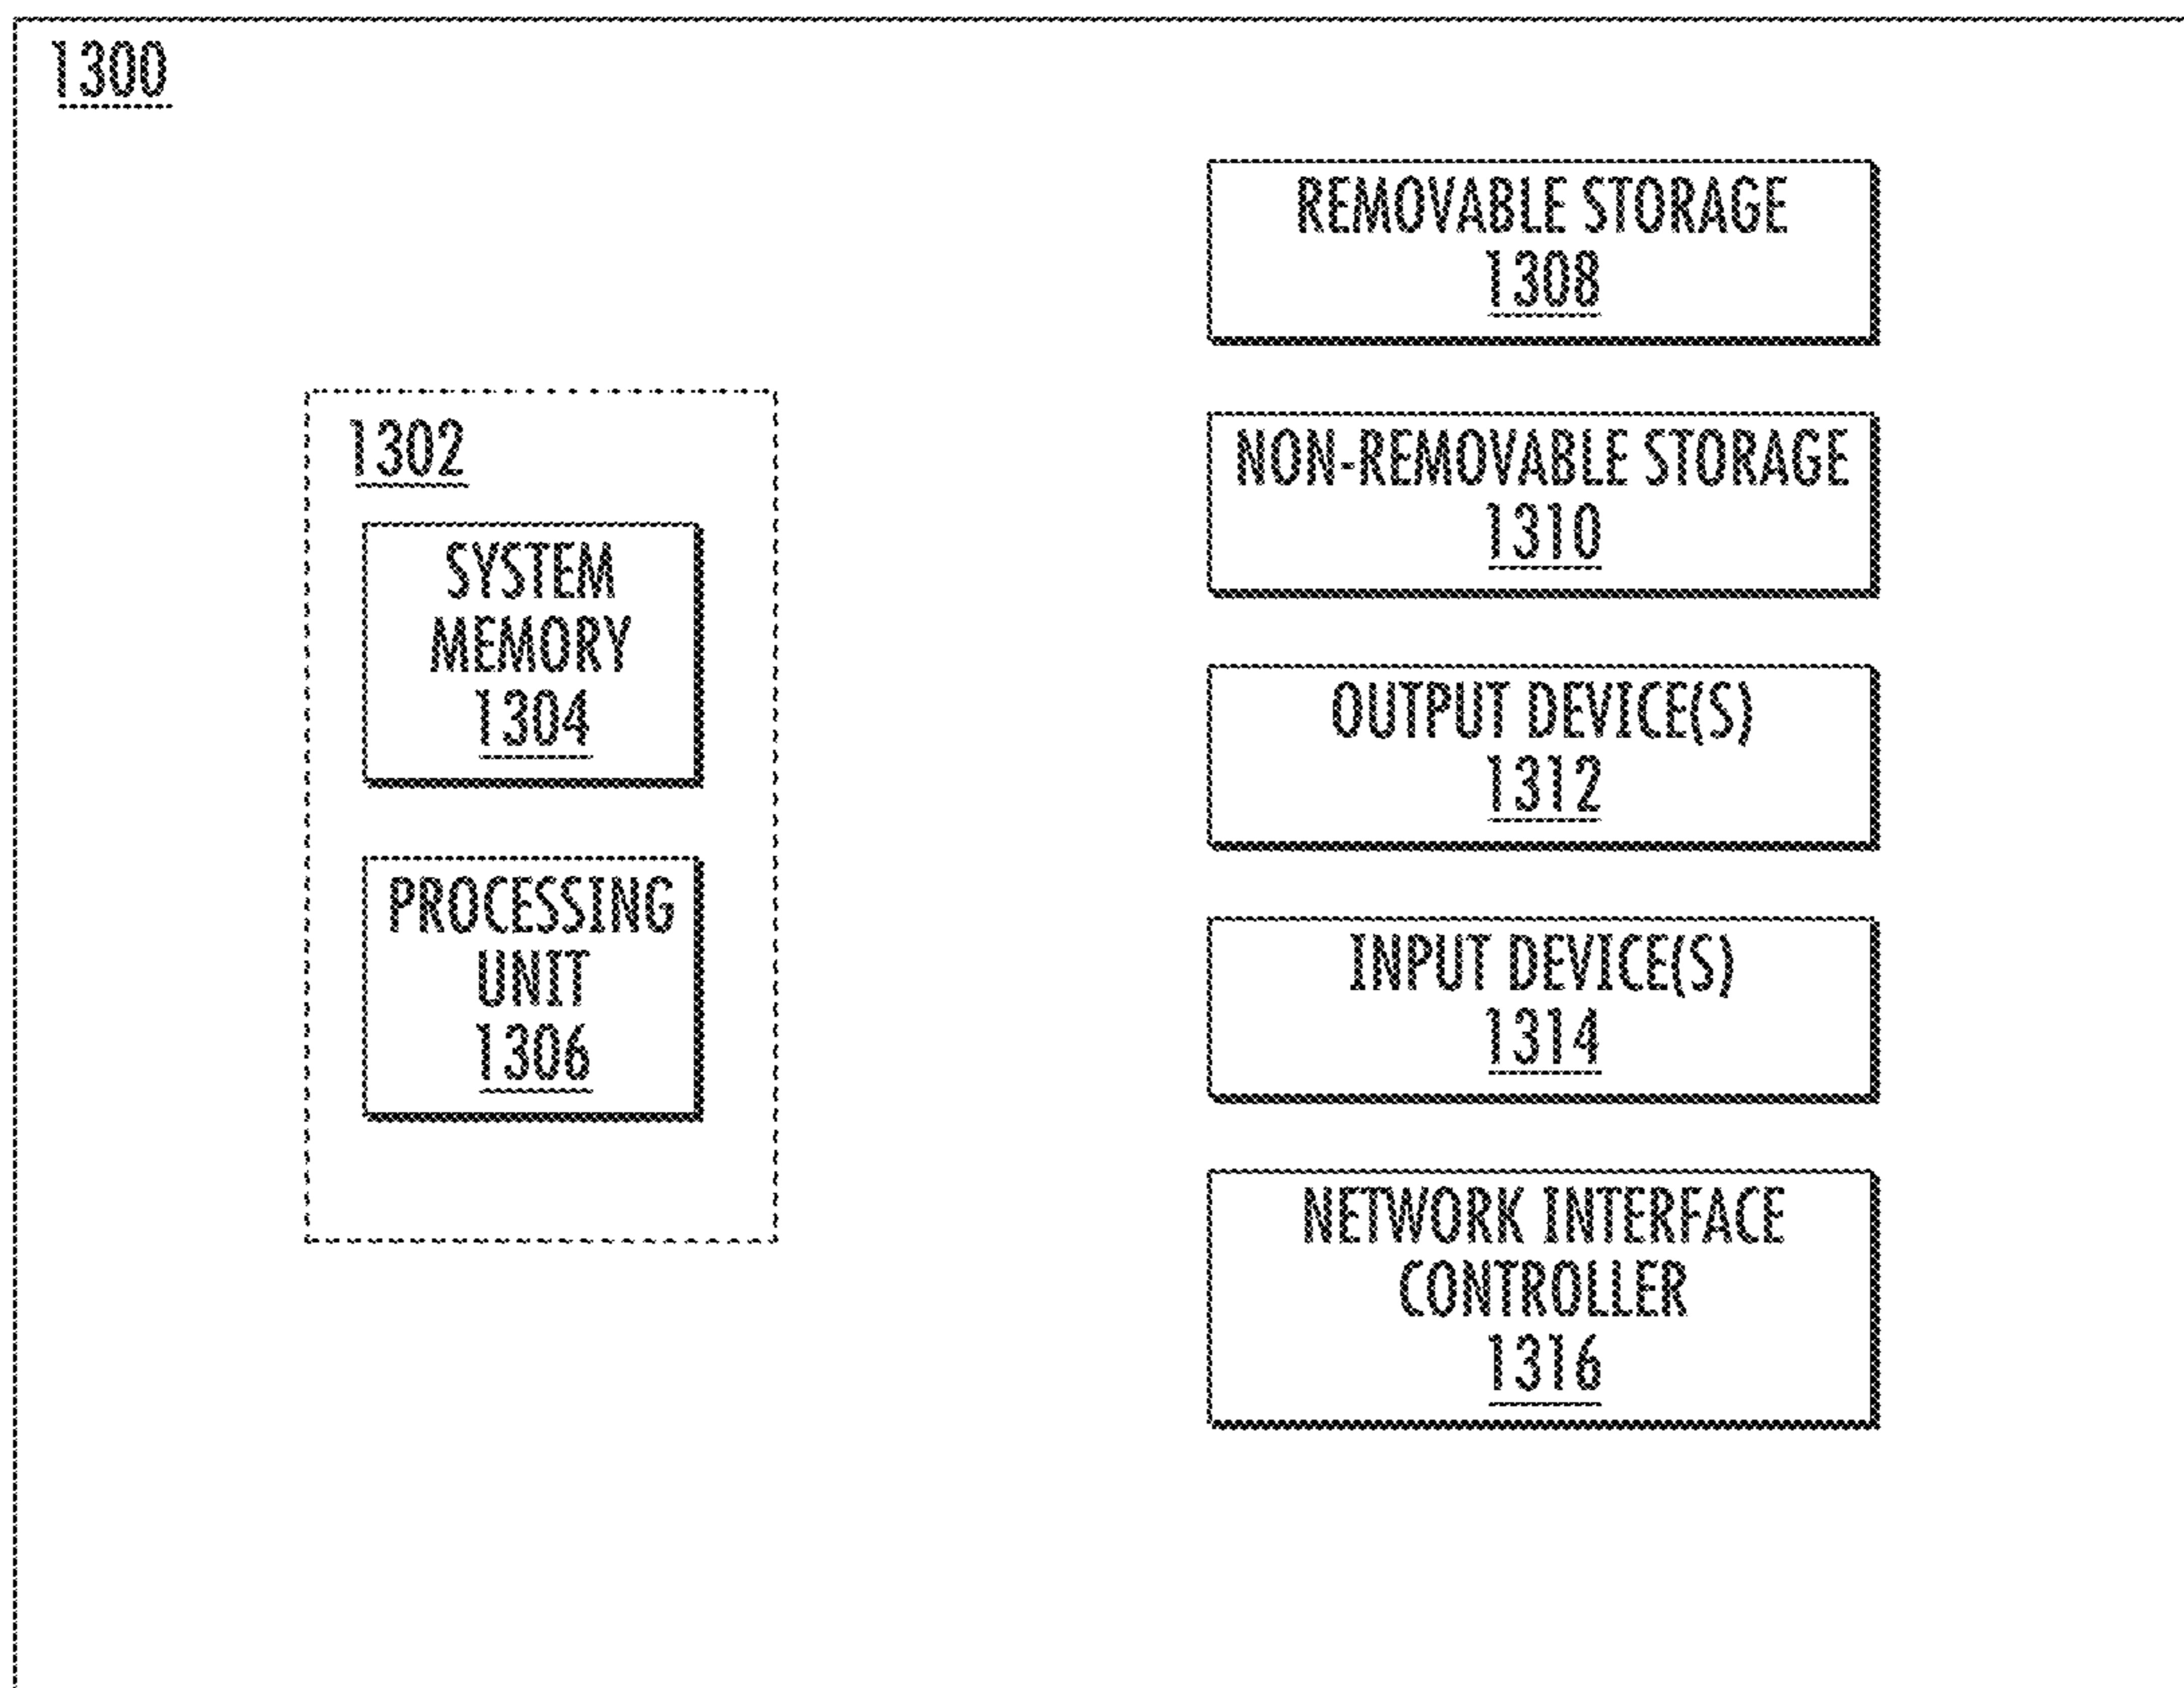 1300
1302
SYSTEM
MEMORY
1304
PROCESSING
UNIT
1306
REMOVABLE STORAGE
1308
NON-REMOVABLE STORAGE
1310
OUTPUT DEVICE(S)
1312
INPUT DEVICE(S)
1314
NETWORK INTERFACE
CONTROLLER
1316